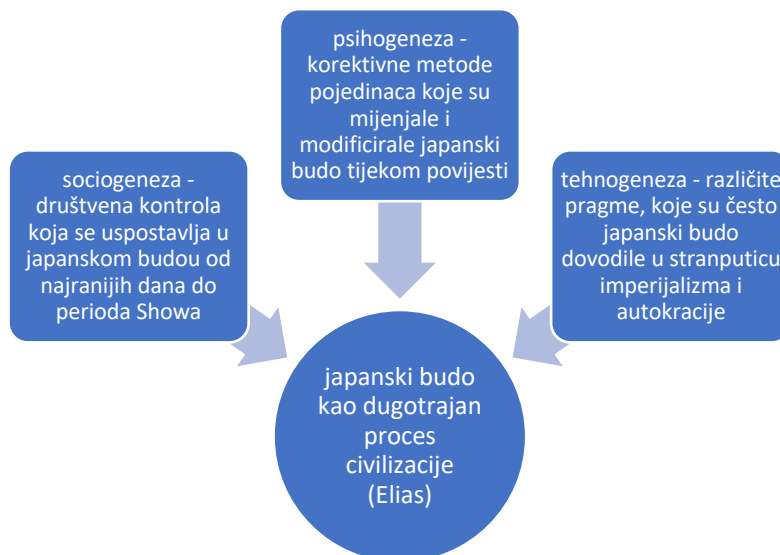 sociogeneza -
društvena kontrola
koja se uspostavlja u
japanskom budou od
najranijih dana do
perioda Showa
psihogeneza -
korektivne metode
pojedinaca koje su
mijenjale i
modificirale japanski
budo tijekom povijesti
tehnogeneza - različite
pragme, koje su često
japanski budo
dovodile u stranputicu
imperijalizma i
autokracije
japanski budo
kao dugotrajan
proces
civilizacije
(Elias)